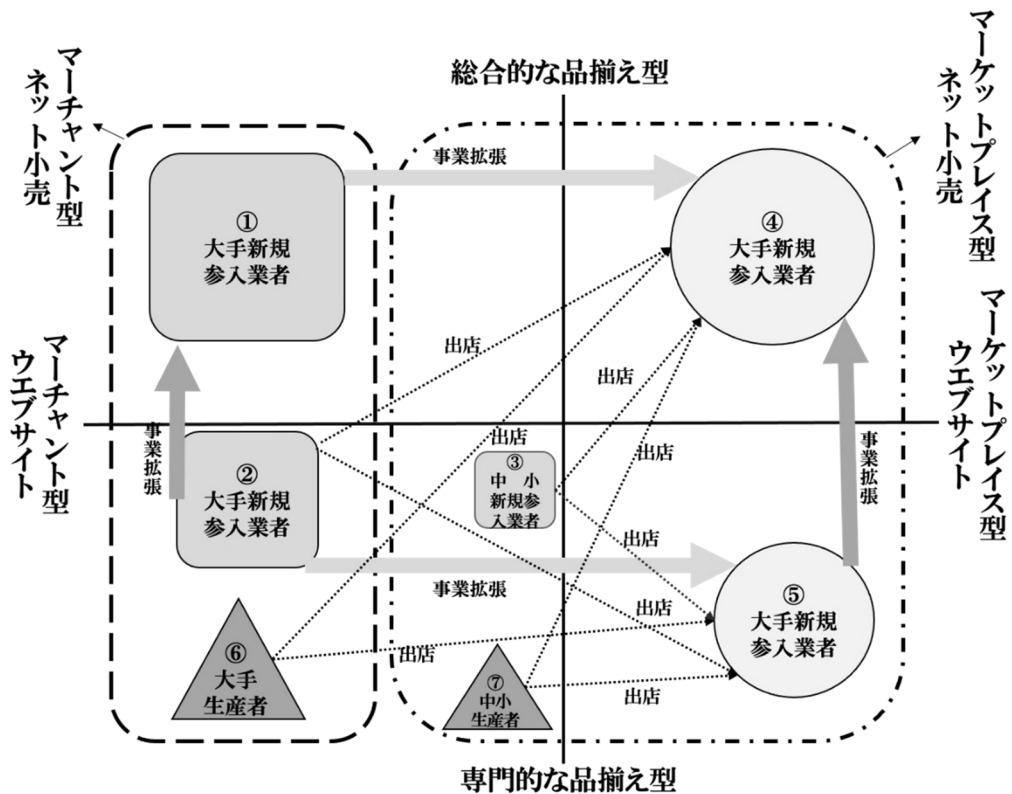 総合的な品揃え型
マーチャント型
ネット小売
マーケットプレイス型
ネット小売
事業拡張
①
大手新規
参入業者
④
大手新規
参入業者
出店
出店
マーチャント型
ウエブサイト
マーケットプレイス型
ウエブサイト
事業拡張
②
大手新規
参入業者
出店
③
中 小
新規参
入業者
出店
事業拡張
出店
事業拡張
出店
⑤
大手新規
参入業者
⑥
大手
生産者
出店
⑦
中小
生産者
出店
専門的な品揃え型